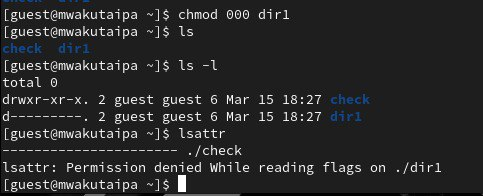 [guest@mwakutaipa ~]$ chmod 000 dir1
[guest@mwakutaipa ~]$ ls
check  dir1
[guest@mwakutaipa ~]$ ls -l
total 0
drwxr-xr-x. 2 guest guest 6 Mar 15 18:27 check
d---------. 2 guest guest 6 Mar 15 18:27 dir1
[guest@mwakutaipa ~]$ lsattr
---------------------- ./check
lsattr: Permission denied While reading flags on ./dir1
[guest@mwakutaipa ~]$